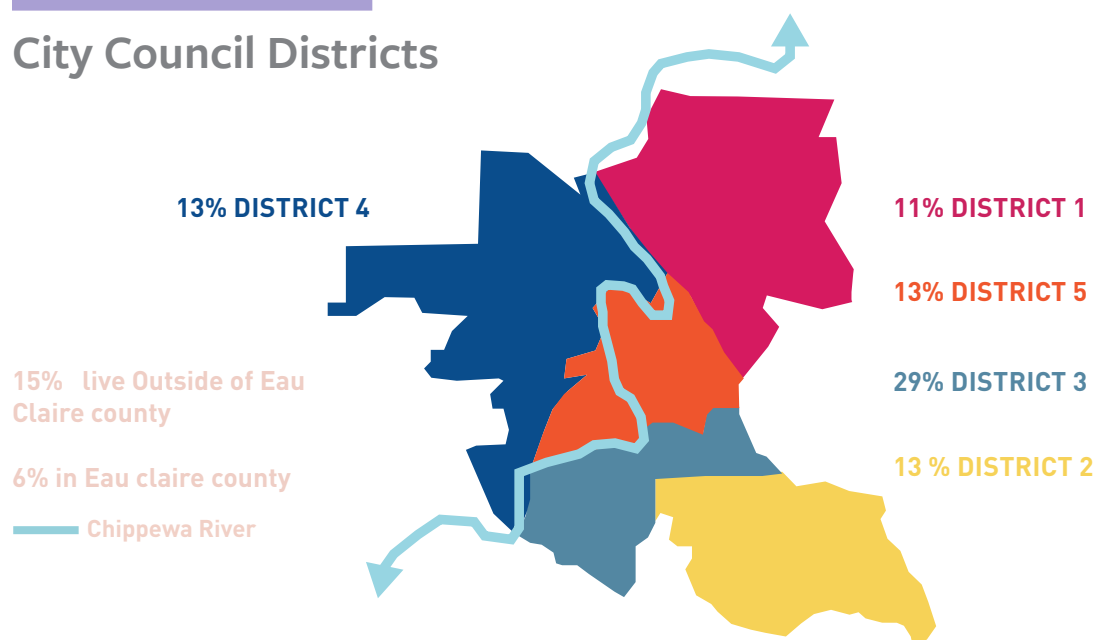 City Council Districts
13% DISTRICT 4
11% DISTRICT 1
13% DISTRICT 5
29% DISTRICT 3
13 % DISTRICT 2
15% live Outside of Eau
Claire county
6% in Eau claire county
Chippewa River